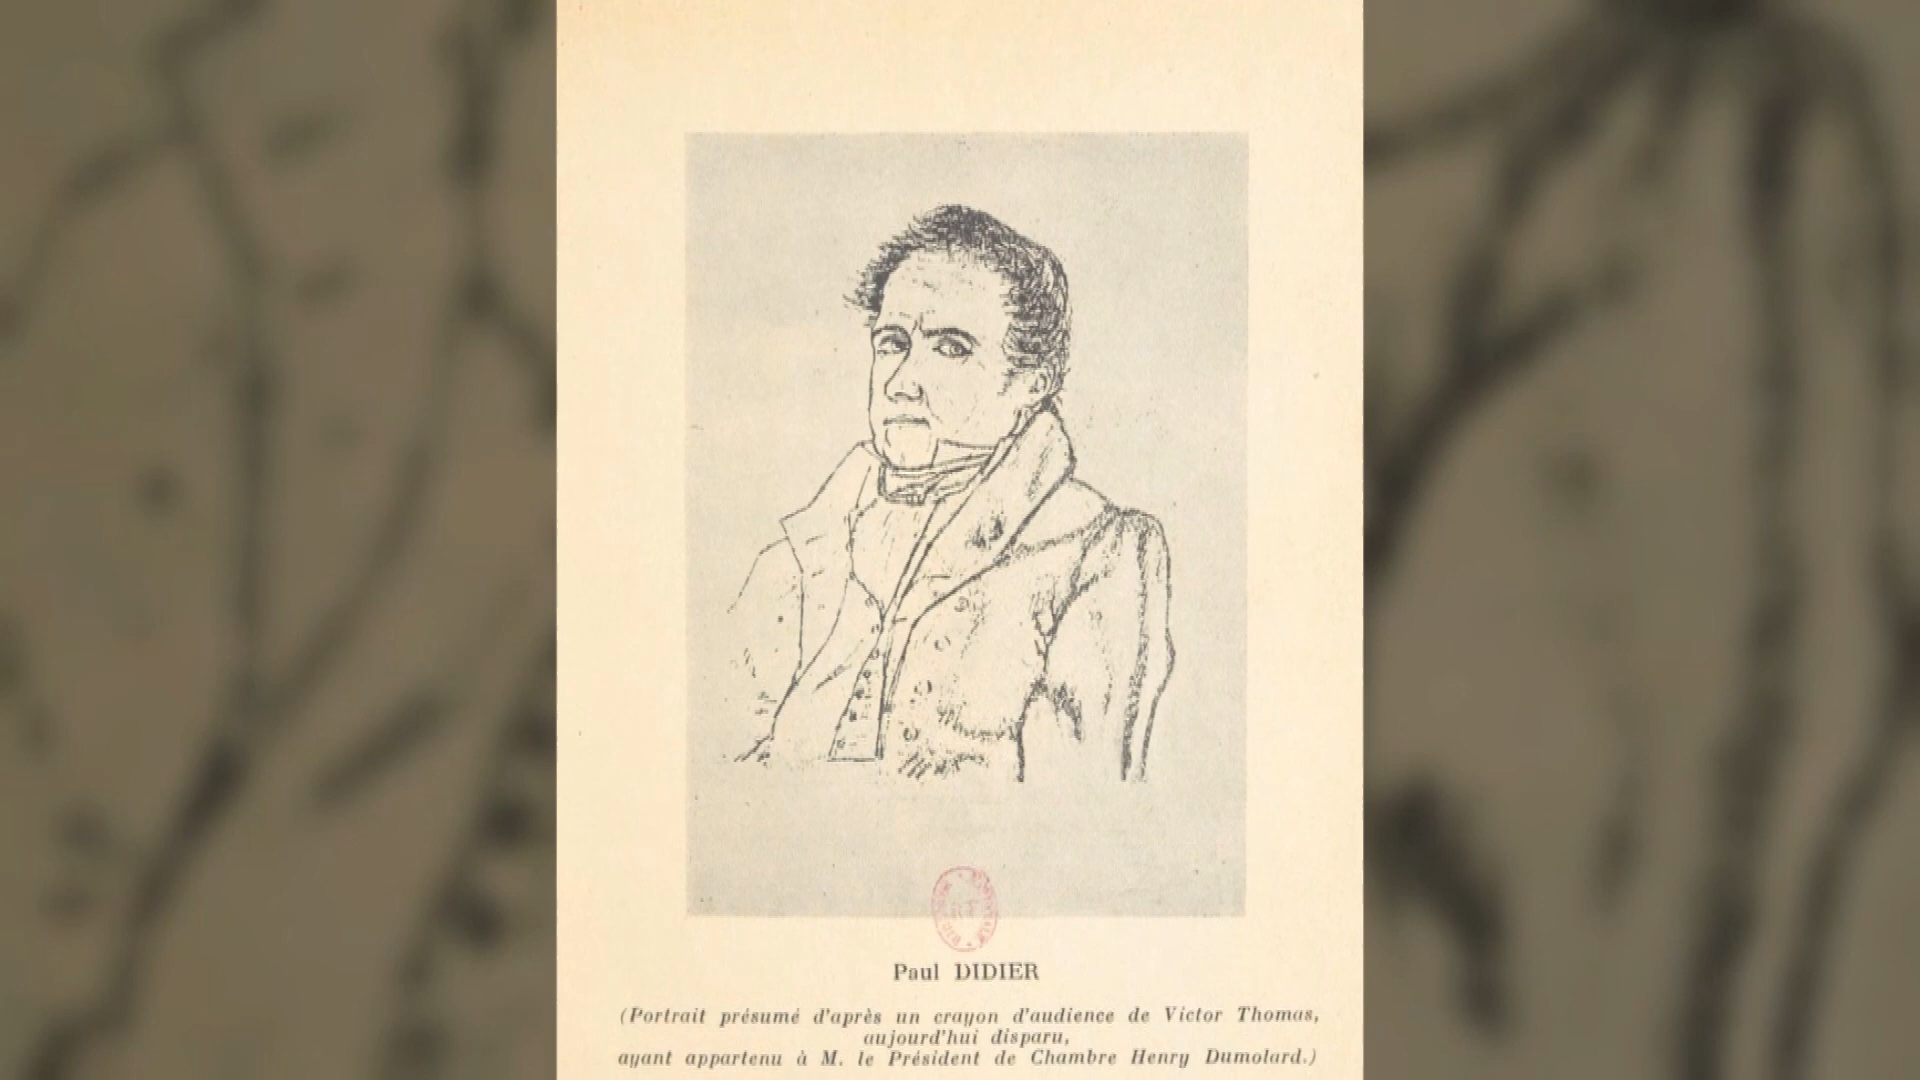 Paul DIDIER
(Portrait présumé d'après un crayon d'audience de Victor Thomas,
aujourd'hui disparu,
ayant appartenu à M. le Président de Chambre Henry Dumolard.)